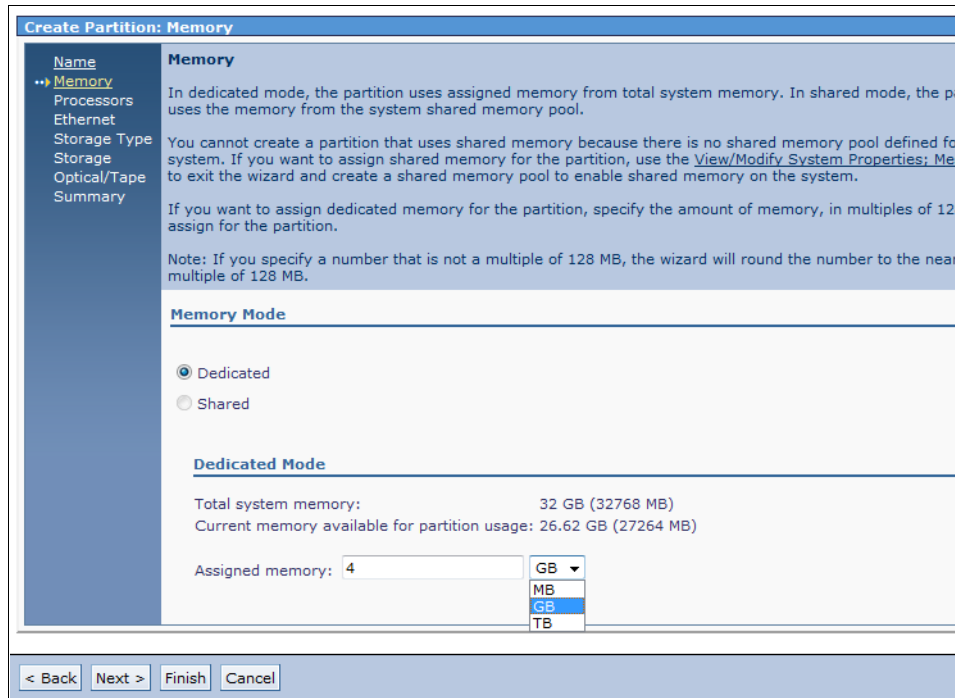 Create Partition: Memory
Name
Memory
Processors
Ethernet
Storage Type
Storage
Optical/Tape
Summary
Memory
In dedicated mode, the partition uses assigned memory from total system memory. In shared mode, the
uses the memory from the system shared memory pool.
You cannot create a partition that uses shared memory because there is no shared memory pool defined
system. If you want to assign shared memory for the partition, use the View/Modify System Properties;
to exit the wizard and create a shared memory pool to enable shared memory on the system.
If you want to assign dedicated memory for the partition, specify the amount of memory, in multiples of
assign for the partition.
Note: If you specify a number that is not a multiple of 128 MB, the wizard will round the number to the
multiple of 128 MB.
Memory Mode
Dedicated
Shared
Dedicated Mode
Total system memory: 32 GB (32768 MB)
Current memory available for partition usage: 26.62 GB (27264 MB)
Assigned memory: 4 GB
MB
GB
TB
< Back Next > Finish Cancel